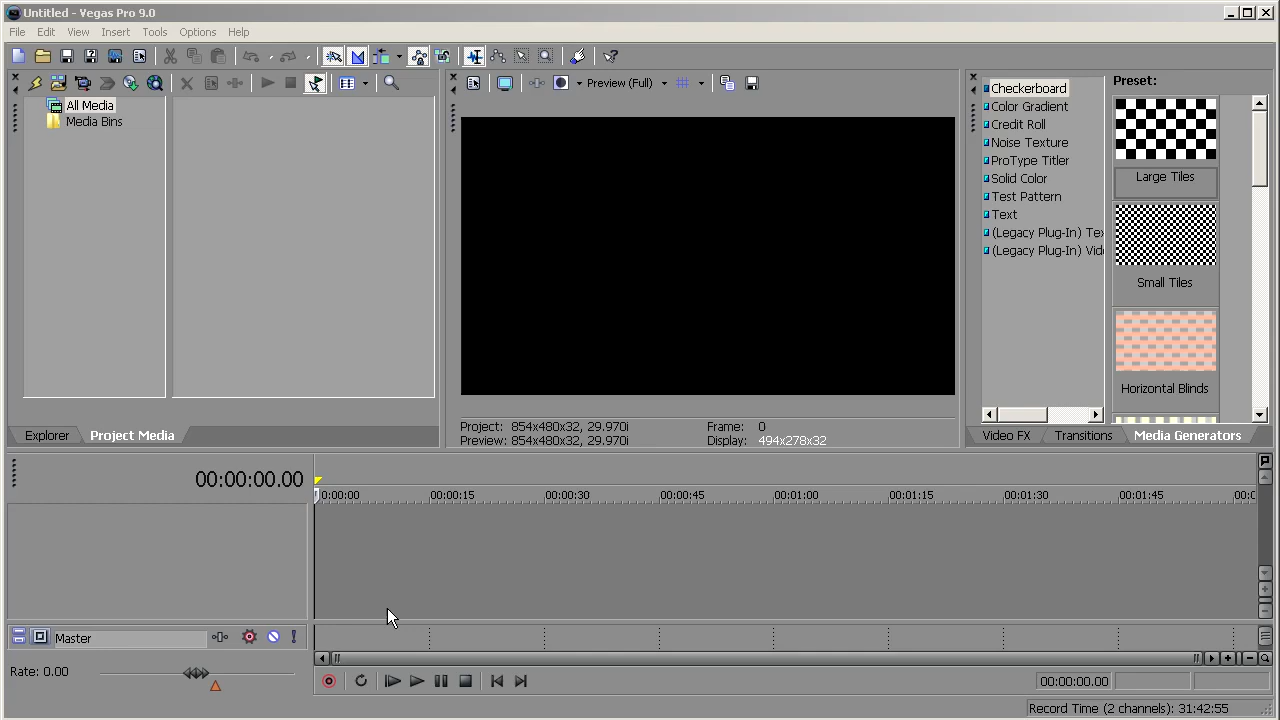 Untitled - Vegas Pro 9.0
File Edit View Insert Tools Options Help
Preview (Full)
All Media
Media Bins
Explorer Project Media
Project: 854x480x32, 29.970i
Preview: 854x480x32, 29.970i
Frame: 0
Display: 494x278x32
Checkerboard
Color Gradient
Credit Roll
Noise Texture
ProType Titler
Solid Color
Test Pattern
Text
(Legacy Plug-In) Tex
(Legacy Plug-In) Vid
Preset:
Large Tiles
Small Tiles
Horizontal Blinds
Video FX Transitions Media Generators
00:00:00.00
0:00:00 00:00:15 00:00:30 00:00:45 00:01:00 00:01:15 00:01:30 00:01:45 00:0
Master
Rate: 0.00
00:00:00.00
Record Time (2 channels): 31:42:55